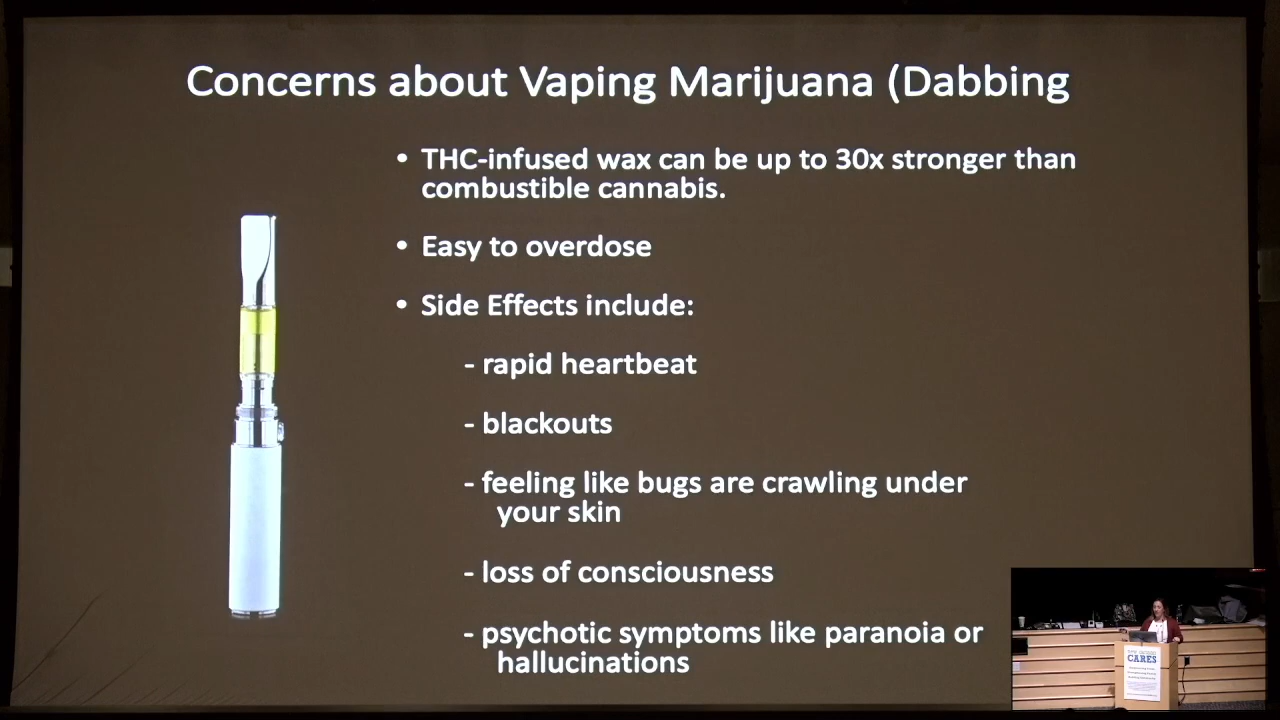 Concerns about Vaping Marijuana (Dabbing
• THC-infused wax can be up to 30x stronger than
combustible cannabis.
• Easy to overdose
• Side Effects include:
- rapid heartbeat
- blackouts
- feeling like bugs are crawling under
your skin
- loss of consciousness
- psychotic symptoms like paranoia or
hallucinations
CARES